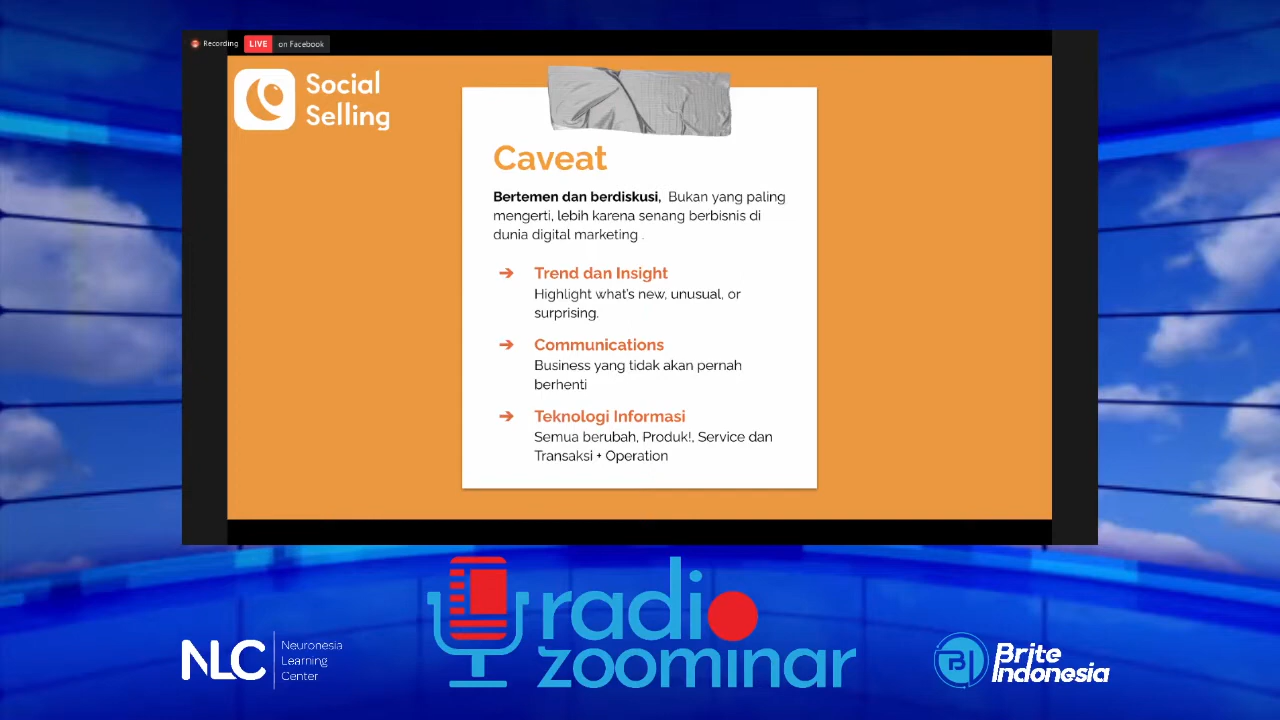 Recording LIVE on Facebook
Social
Selling
Caveat
Bertemen dan berdiskusi, Bukan yang paling
mengerti, lebih karena senang berbisnis di
dunia digital marketing .
➔ Trend dan Insight
Highlight what's new, unusual, or
surprising.
➔ Communications
Business yang tidak akan pernah
berhenti
➔ Teknologi Informasi
Semua berubah, Produk!, Service dan
Transaksi + Operation
NLC
Neuronesia
Learning
Center
radio
zoominar
BI
Brite
Indonesia